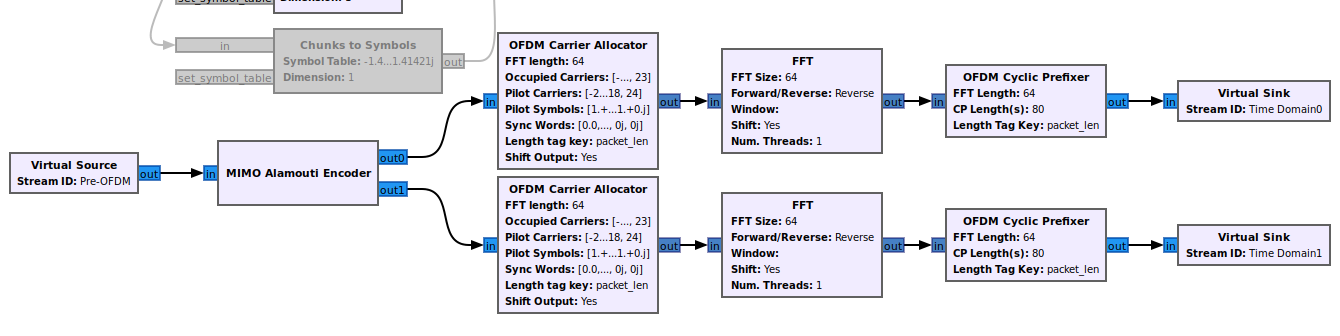 set_symbol_table
in
Chunks to Symbols
Symbol Table: -1.4...1.41421j
Dimension: 1
set_symbol_table
out
Virtual Source
Stream ID: Pre-OFDM
out
in
MIMO Alamouti Encoder
out0
out1
OFDM Carrier Allocator
FFT length: 64
Occupied Carriers: [-..., 23]
Pilot Carriers: [-2...18, 24]
in
Pilot Symbols: [1.+...1.+0.j]
Sync Words: [0.0,..., 0j, 0j]
Length tag key: packet_len
Shift Output: Yes
out
FFT
FFT Size: 64
Forward/Reverse: Reverse
in
Window:
Shift: Yes
Num. Threads: 1
out
OFDM Cyclic Prefixer
FFT Length: 64
in
CP Length(s): 80
Length Tag Key: packet_len
out
in
Virtual Sink
Stream ID: Time Domain0
OFDM Carrier Allocator
FFT length: 64
Occupied Carriers: [-..., 23]
Pilot Carriers: [-2...18, 24]
in
Pilot Symbols: [1.+...1.+0.j]
Sync Words: [0.0,..., 0j, 0j]
Length tag key: packet_len
Shift Output: Yes
out
FFT
FFT Size: 64
Forward/Reverse: Reverse
in
Window:
Shift: Yes
Num. Threads: 1
out
OFDM Cyclic Prefixer
FFT Length: 64
in
CP Length(s): 80
Length Tag Key: packet_len
out
in
Virtual Sink
Stream ID: Time Domain1